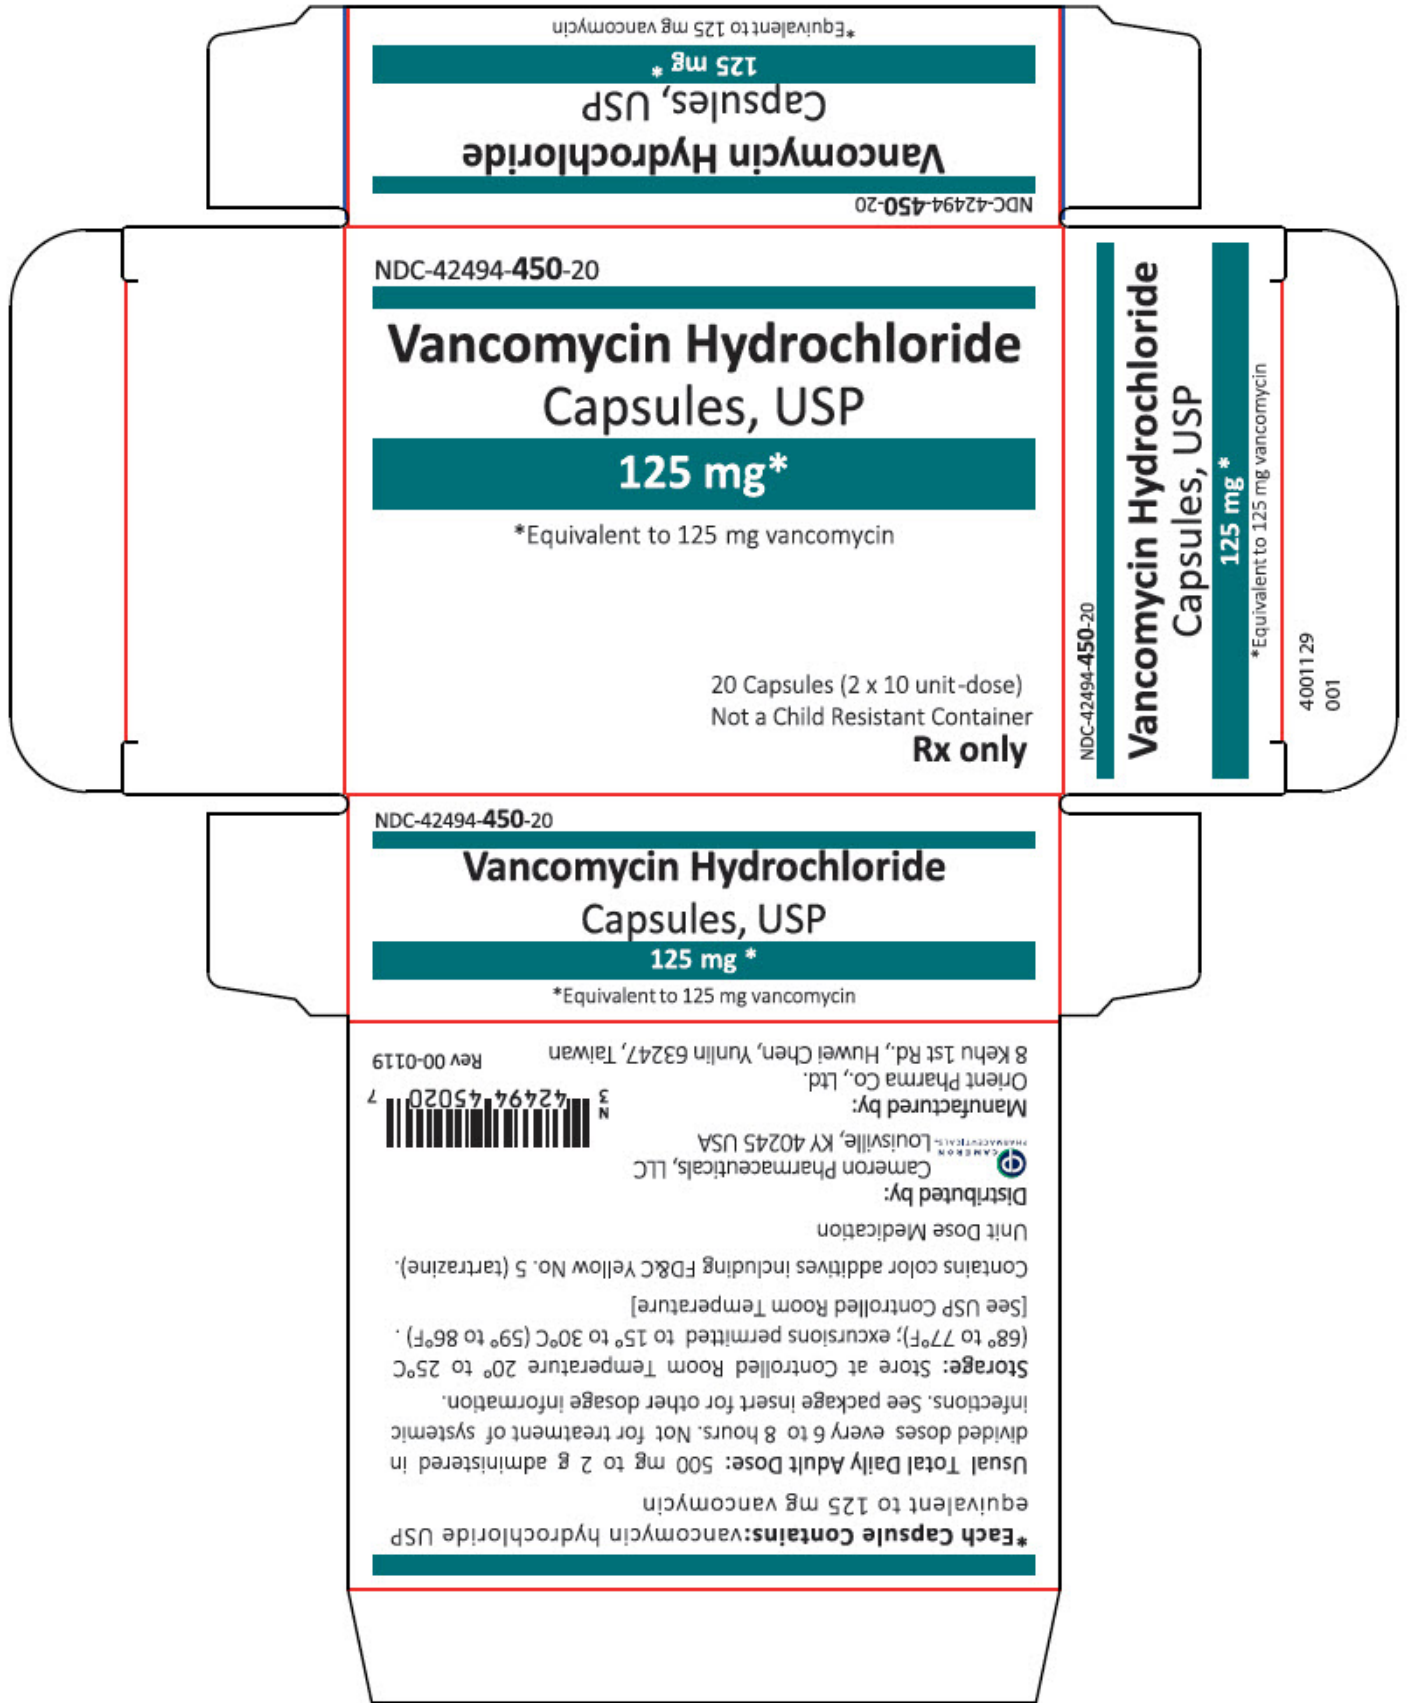 *Equivalent to 125 mg vancomycin
125 mg *
Capsules, USP
Vancomycin Hydrochloride
NDC-42494-450-20
NDC-42494-450-20
Vancomycin Hydrochloride
Capsules, USP
125 mg*
*Equivalent to 125 mg vancomycin
20 Capsules (2 x 10 unit-dose)
Not a Child Resistant Container
Rx only
NDC-42494-450-20
Vancomycin Hydrochloride
Capsules, USP
125 mg *
*Equivalent to 125 mg vancomycin
4001129
001
NDC-42494-450-20
Vancomycin Hydrochloride
Capsules, USP
125 mg *
*Equivalent to 125 mg vancomycin
*Each Capsule Contains:vancomycin hydrochloride USP
equivalent to 125 mg vancomycin
Usual Total Daily Adult Dose: 500 mg to 2 g administered in
divided doses every 6 to 8 hours. Not for treatment of systemic
infections. See package insert for other dosage information.
Storage: Store at Controlled Room Temperature 20° to 25°C
(68° to 77°F); excursions permitted to 15° to 30°C (59° to 86°F) .
[See USP Controlled Room Temperature]
Contains color additives including FD&C Yellow No. 5 (tartrazine).
Unit Dose Medication
Distributed by:
Cameron Pharmaceuticals, LLC
Louisville, KY 40245 USA
CAMERON
PHARMACEUTICALS
Manufactured by:
Orient Pharma Co., Ltd.
8 Kehu 1st Rd., Huwei Chen, Yunlin 63247, Taiwan
N
3 42494 45020 7
Rev 00-0119